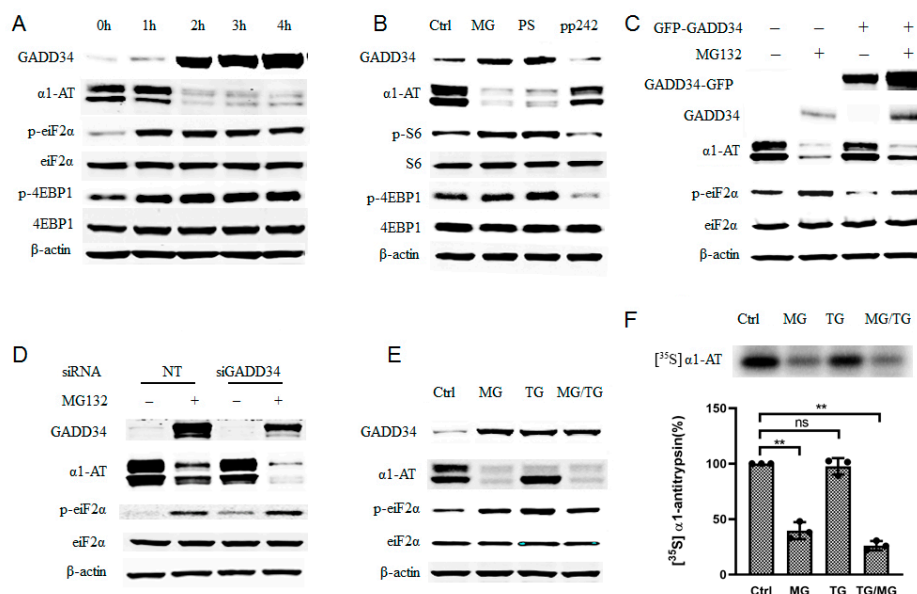 A
0h 1h 2h 3h 4h
GADD34
α1-AT
p-eiF2α
eiF2α
p-4EBP1
4EBP1
β-actin
B
Ctrl MG PS pp242
GADD34
α1-AT
p-S6
S6
p-4EBP1
4EBP1
β-actin
C
GFP-GADD34 – – + +
MG132 – + – +
GADD34-GFP
GADD34
α1-AT
p-eiF2α
eiF2α
β-actin
D
siRNA NT siGADD34
MG132 – + – +
GADD34
α1-AT
p-eiF2α
eiF2α
β-actin
E
Ctrl MG TG MG/TG
GADD34
α1-AT
p-eiF2α
eiF2α
β-actin
F
Ctrl MG TG MG/TG
[³⁵S] α1-AT
[³⁵S] α1-antitrypsin(%)
150
100
50
0
**
ns
**
Ctrl MG TG TG/MG